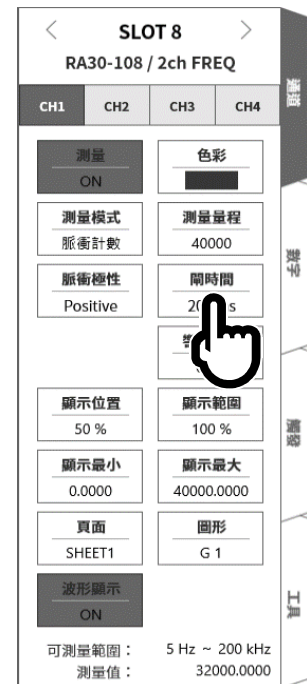 SLOT 8
RA30-108 / 2ch FREQ
CH1 CH2 CH3 CH4
測量 色彩
ON
測量模式 測量量程
脈衝計數 40000
脈衝極性 閘時間
Positive
顯示位置 顯示範圍
50 % 100 %
顯示最小 顯示最大
0.0000 40000.0000
頁面 圖形
SHEET1 G 1
波形顯示
ON
可測量範圍： 5 Hz ~ 200 kHz
測量值： 32000.0000
通道
數字
觸發
工具